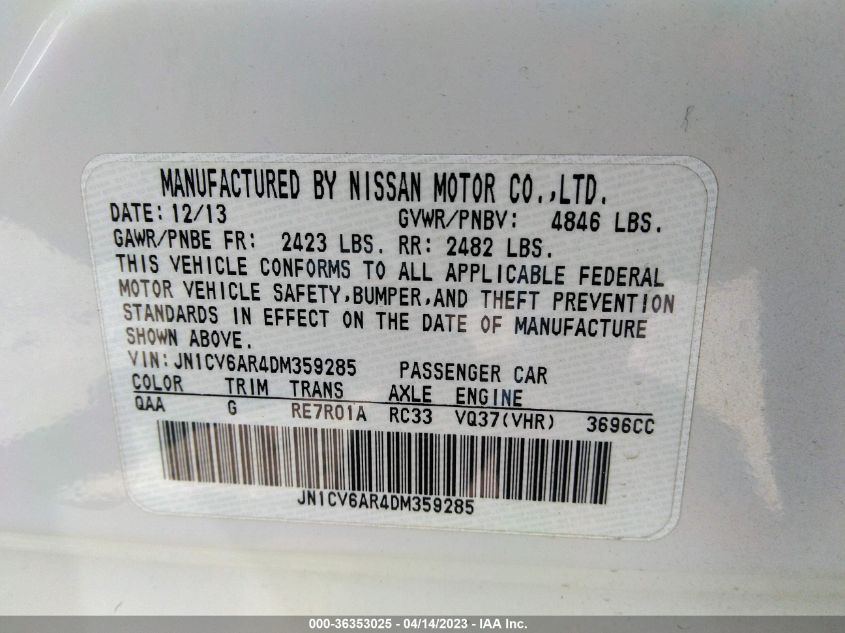 MANUFACTURED BY NISSAN MOTOR CO.,LTD.
DATE: 12/13 GVWR/PNBV: 4846 LBS.
GAWR/PNBE FR: 2423 LBS. RR: 2482 LBS.
THIS VEHICLE CONFORMS TO ALL APPLICABLE FEDERAL
MOTOR VEHICLE SAFETY,BUMPER,AND THEFT PREVENTION
STANDARDS IN EFFECT ON THE DATE OF MANUFACTURE
SHOWN ABOVE.
VIN: JN1CV6AR4DM359285 PASSENGER CAR
COLOR TRIM TRANS AXLE ENGINE
QAA G RE7R01A RC33 VQ37(VHR) 3696CC
JN1CV6AR4DM359285
000-36353025 - 04/14/2023 - IAA Inc.